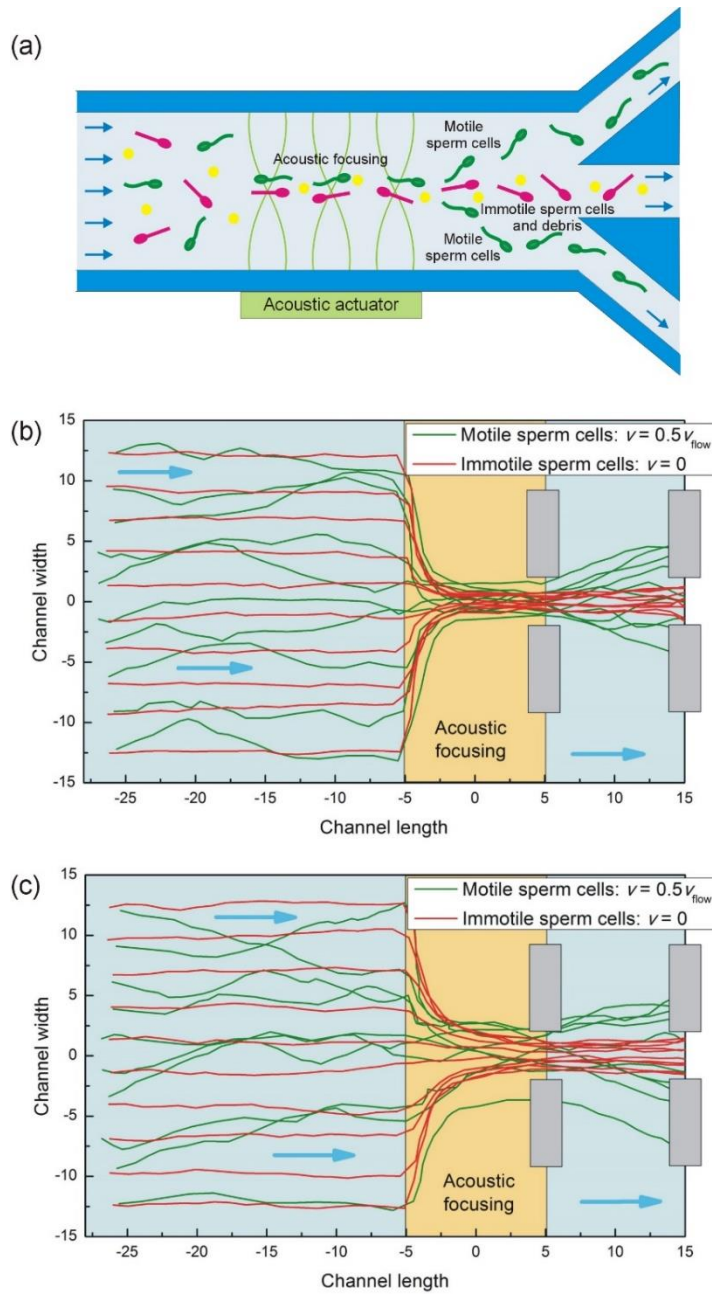 (a)
Motile
sperm cells
Acoustic focusing
Immotile sperm cells
and debris
Motile
sperm cells
Acoustic actuator
(b)
15
10
5
0
-5
-10
-15
Channel width
Motile sperm cells: v = 0.5v_flow
Immotile sperm cells: v = 0
Acoustic
focusing
-25 -20 -15 -10 -5 0 5 10 15
Channel length
(c)
15
10
5
0
-5
-10
-15
Channel width
Motile sperm cells: v = 0.5v_flow
Immotile sperm cells: v = 0
Acoustic
focusing
-25 -20 -15 -10 -5 0 5 10 15
Channel length